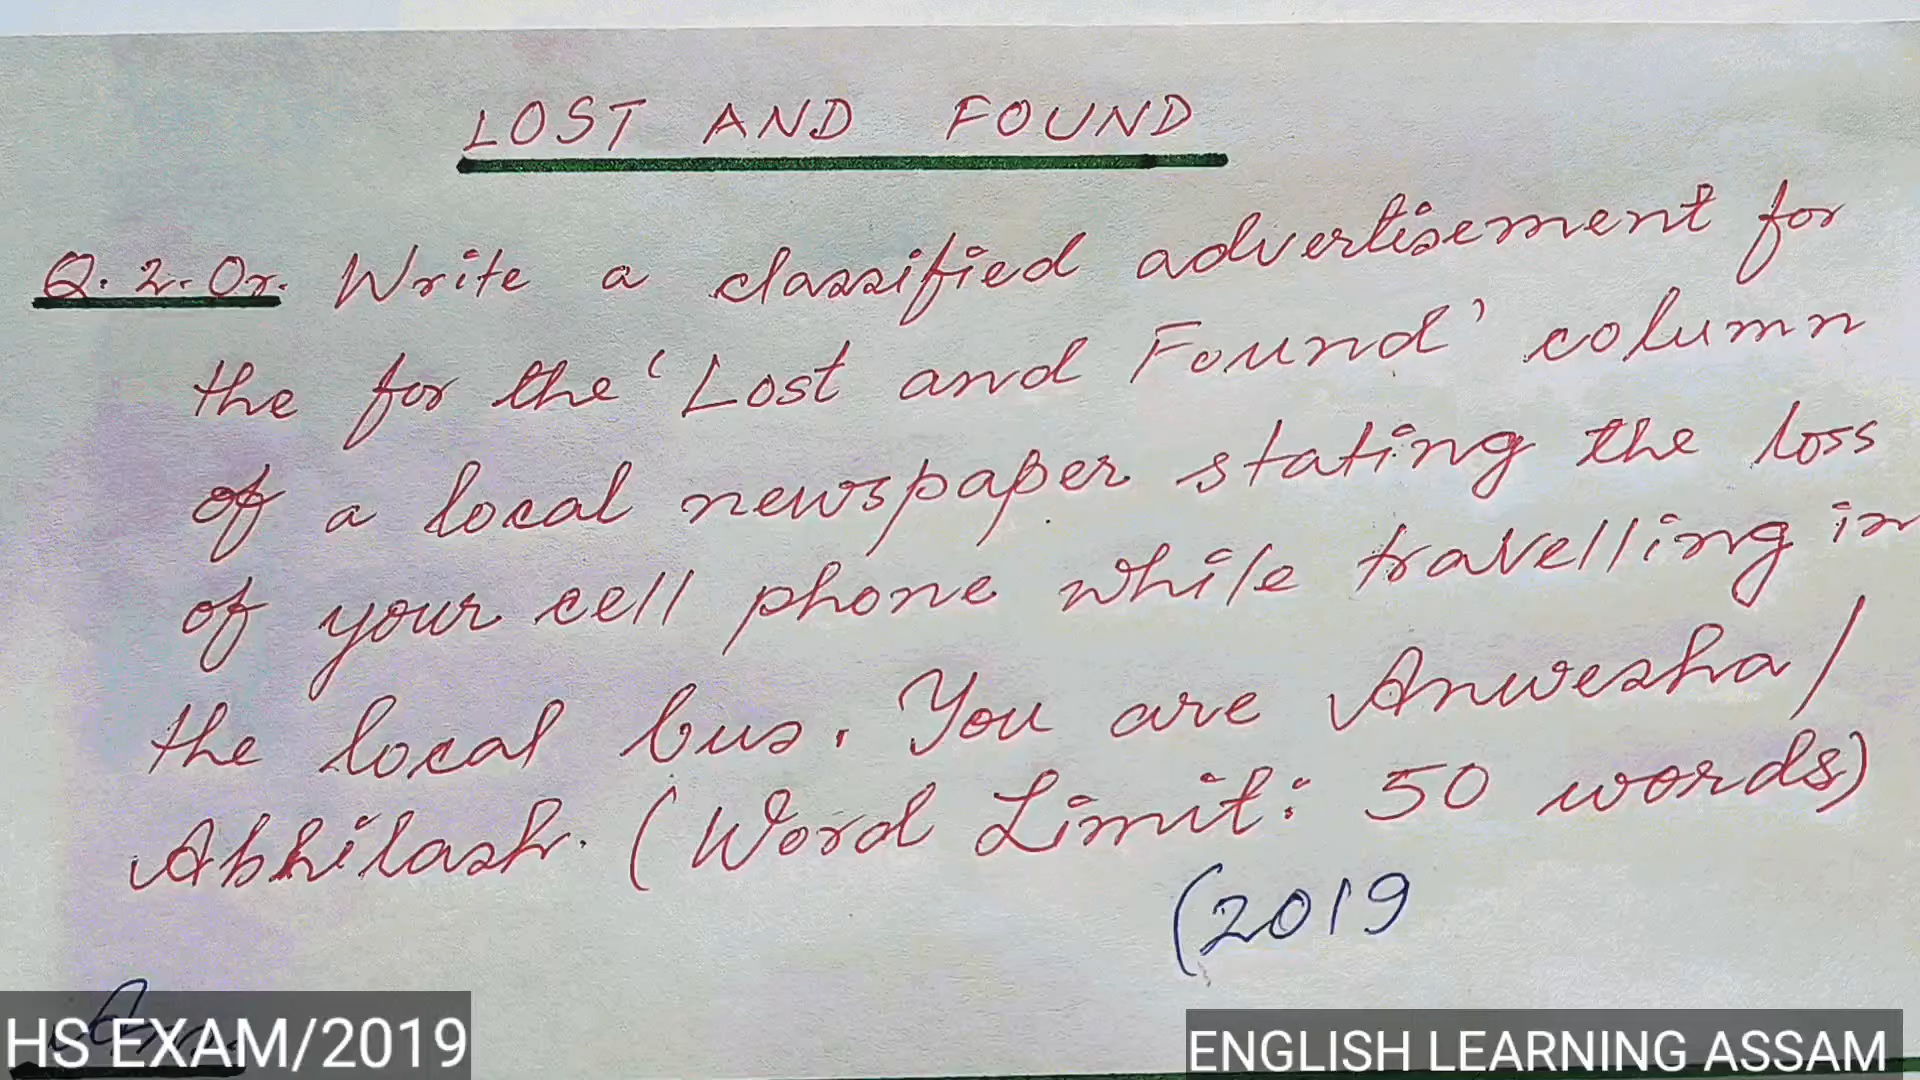 LOST AND FOUND
Q. 2. Or. Write a classified advertisement for
the for the 'Lost and Found' column
of a local newspaper stating the loss
of your cell phone while travelling in
the local bus. You are Anwesha/
Abhilash. (Word Limit: 50 words)
(2019
Ans
HS EXAM/2019
ENGLISH LEARNING ASSAM